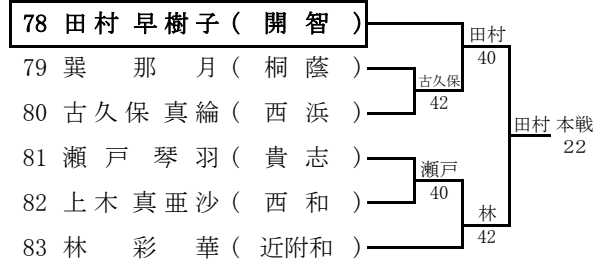 78 田村 早樹子 ( 開 智 )
田村
40
79 巽 那 月 ( 桐 蔭 )
古久保
42
80 古久保 真綸 ( 西 浜 )
田村 本戦
22
81 瀬 戸 琴 羽 ( 貴 志 )
瀬戸
40
82 上木 真亜沙 ( 西 和 )
林
42
83 林 彩 華 ( 近附和 )